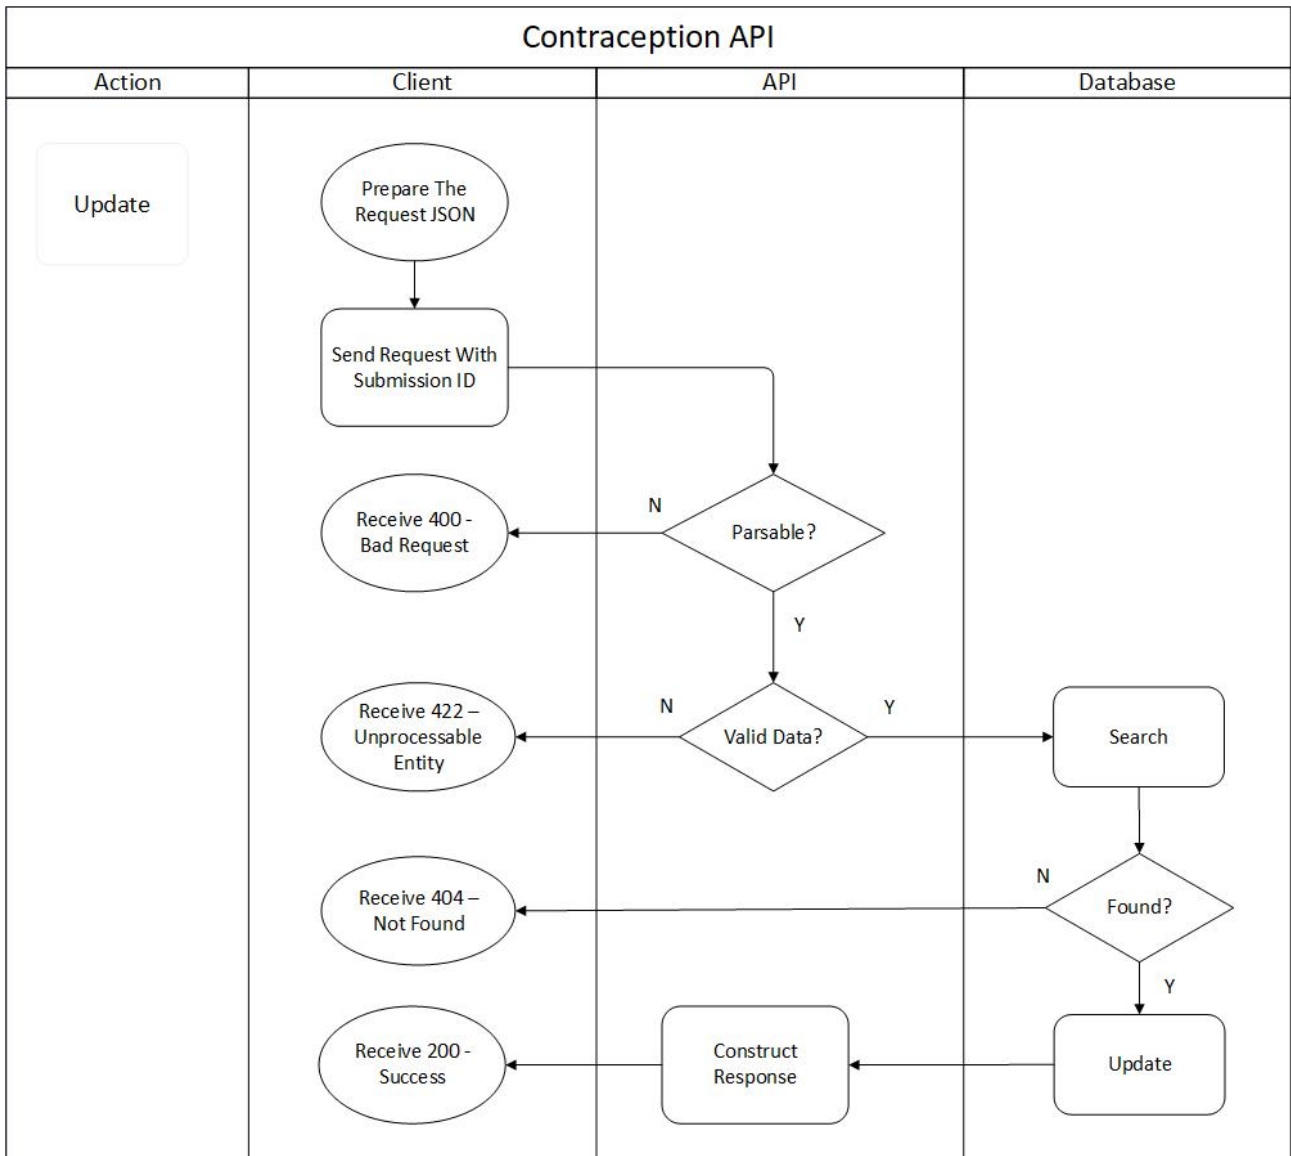 Contraception API
Action
Client
API
Database
Update
Prepare The
Request JSON
Send Request With
Submission ID
Receive 400 -
Bad Request
N
Parsable?
Y
Receive 422 –
Unprocessable
Entity
N
Valid Data?
Y
Search
Receive 404 –
Not Found
N
Found?
Y
Receive 200 -
Success
Construct
Response
Update